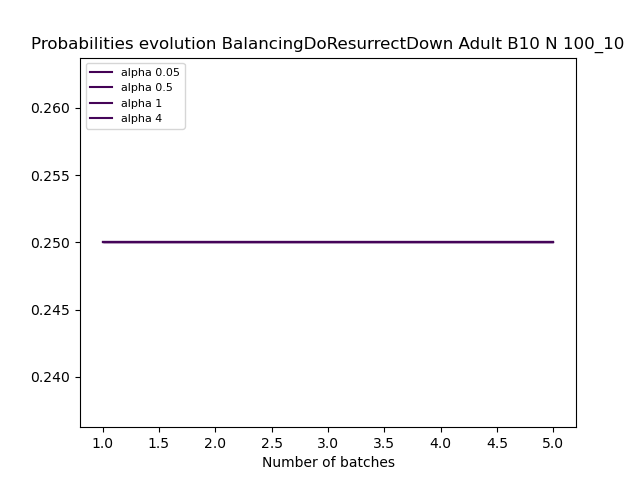 Probabilities evolution BalancingDoResurrectDown Adult B10 N 100_10
alpha 0.05
alpha 0.5
alpha 1
alpha 4
0.260
0.255
0.250
0.245
0.240
1.0 1.5 2.0 2.5 3.0 3.5 4.0 4.5 5.0
Number of batches